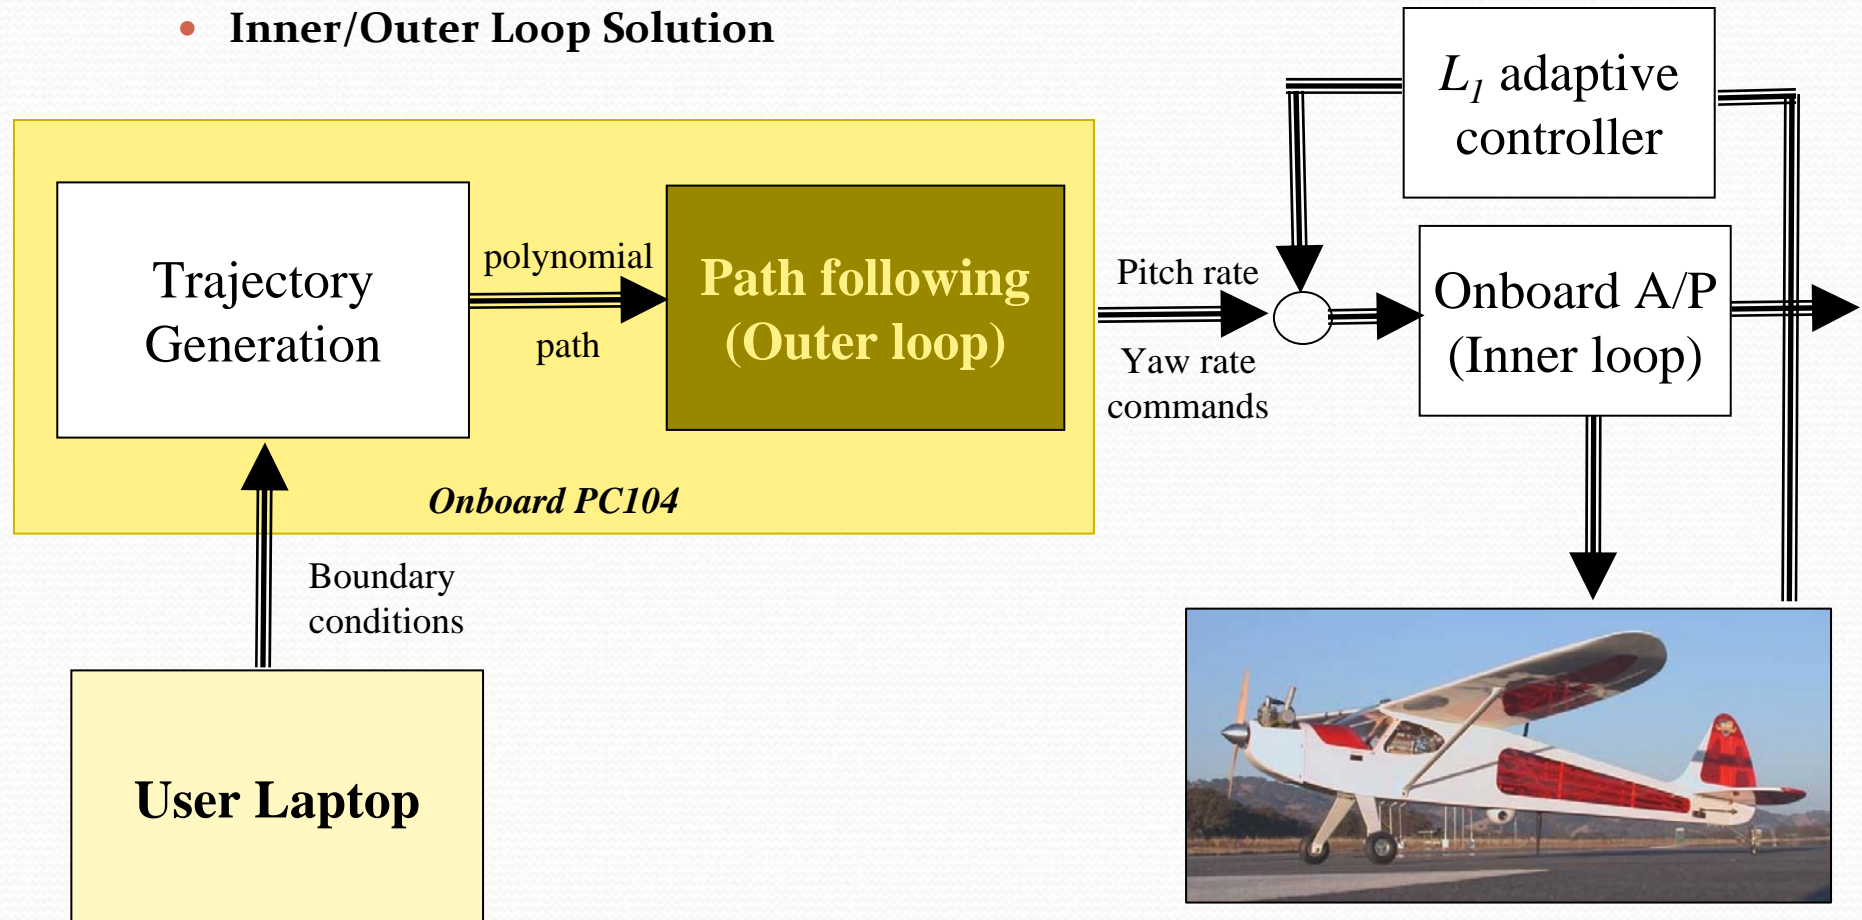 Inner/Outer Loop Solution
L1 adaptive
controller
Trajectory
Generation
polynomial
path
Path following
(Outer loop)
Pitch rate
Yaw rate
commands
Onboard A/P
(Inner loop)
Onboard PC104
Boundary
conditions
User Laptop